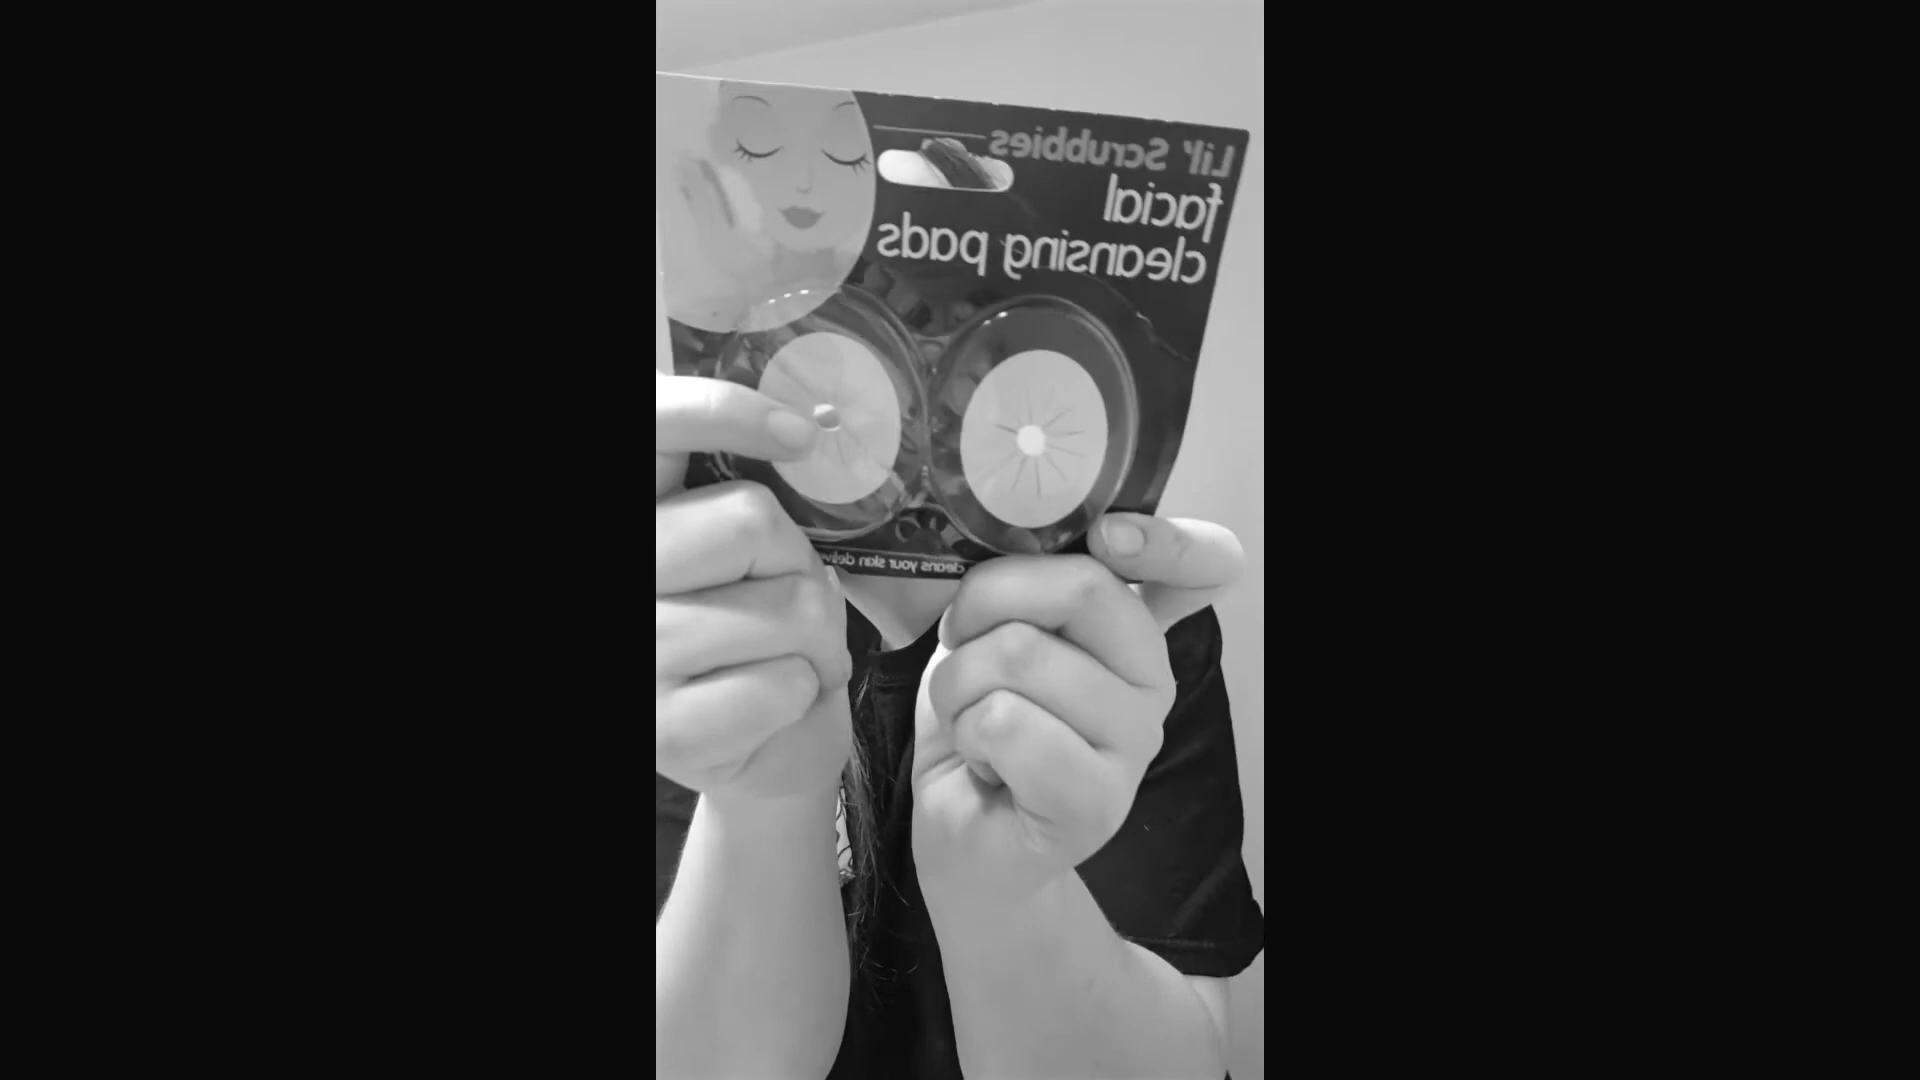 Lil' Scrubbies
facial
cleansing pads
cleans your skin